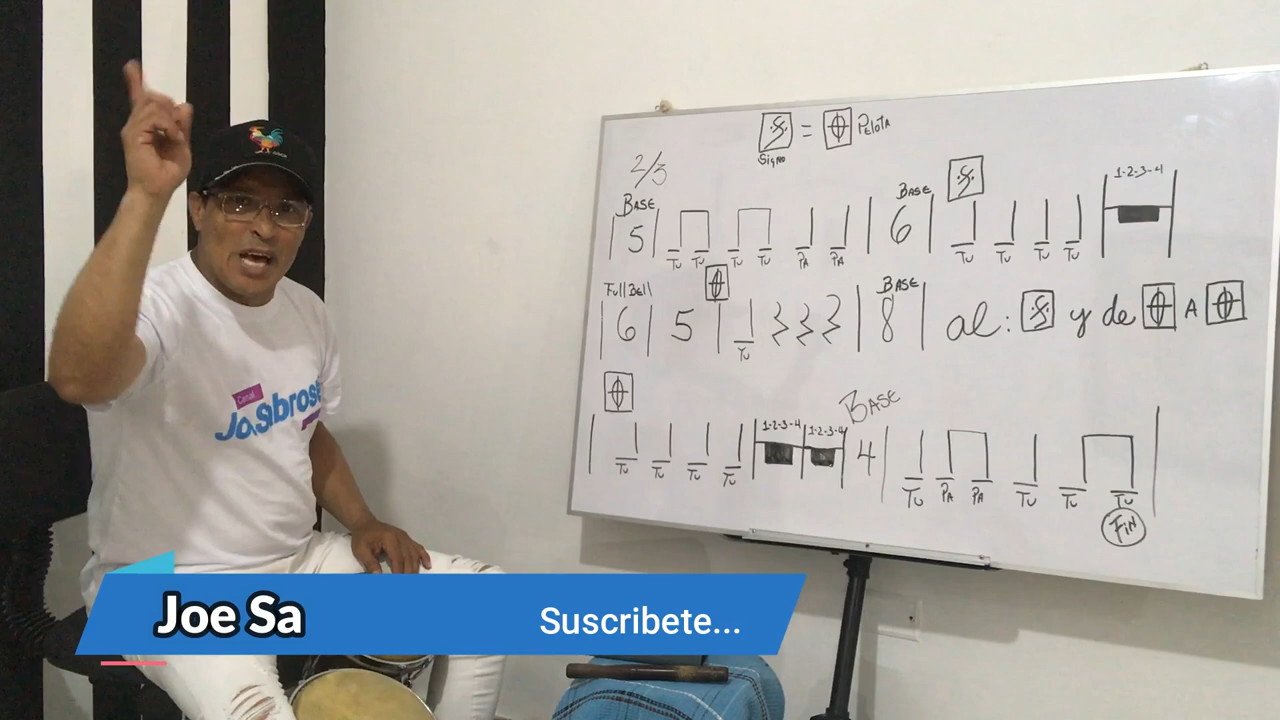 = PELOTA
Signo
2/3
BASE BASE 1-2-3-4
5 TU TU TU TU PA PA 6 TU TU TU TU
Full BEll BASE
6 5 TU 8 al: y de A
BASE
1-2-3-4 1-2-3-4
TU TU TU TU 4 TU PA PA TU TU TU
FIN
Canal
Joe Sa Suscribete...